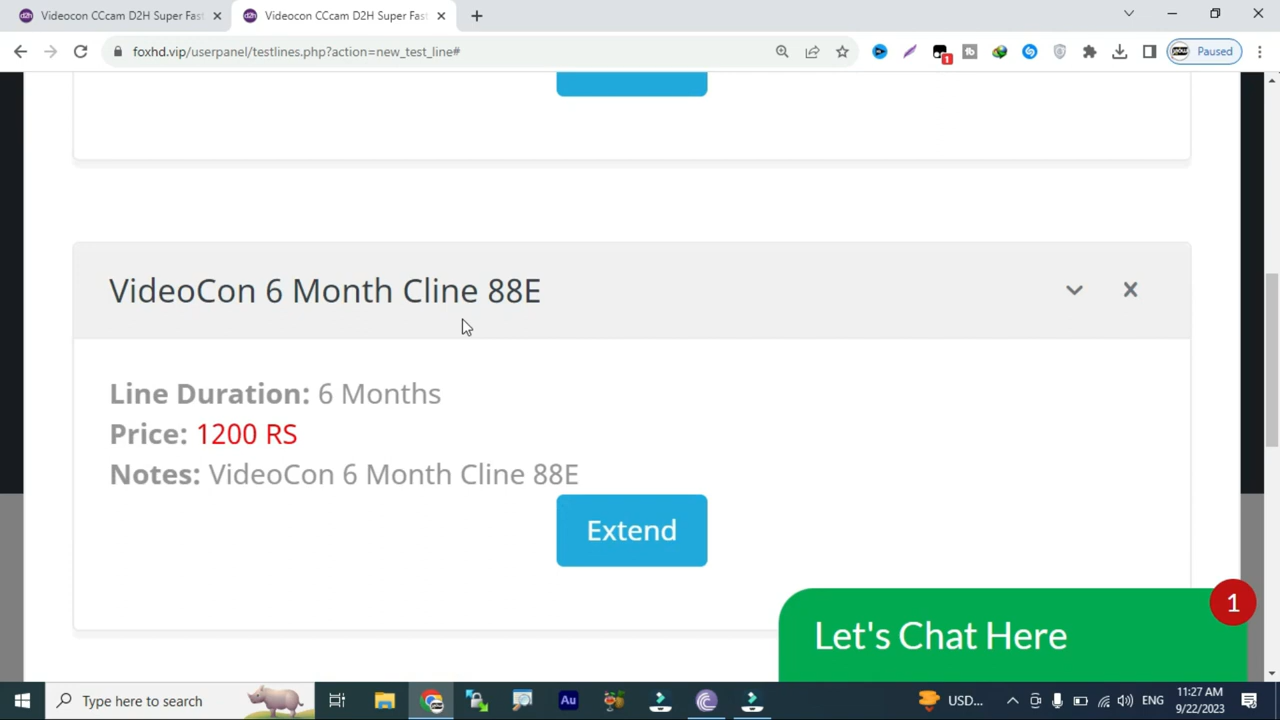 Videocon CCcam D2H Super Fast
Videocon CCcam D2H Super Fast
foxhd.vip/userpanel/testlines.php?action=new_test_line#
Paused
1
VideoCon 6 Month Cline 88E
Line Duration: 6 Months
Price: 1200 RS
Notes: VideoCon 6 Month Cline 88E
Extend
Let's Chat Here
1
Type here to search
Au
USD...
ENG
11:27 AM
9/22/2023